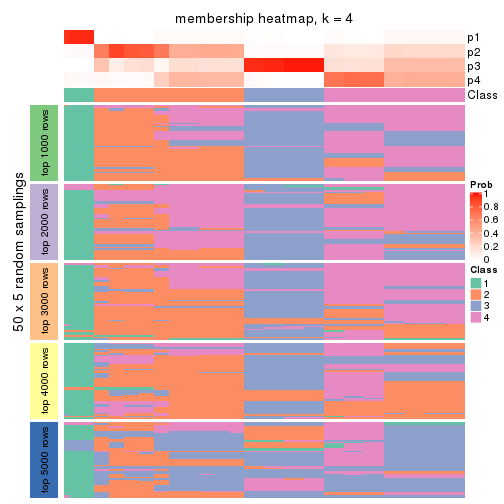 membership heatmap, k = 4
p1
p2
p3
p4
Class
50 x 5 random samplings
top 1000 rows
top 2000 rows
top 3000 rows
top 4000 rows
top 5000 rows
Prob
1
0.8
0.6
0.4
0.2
0
Class
1
2
3
4